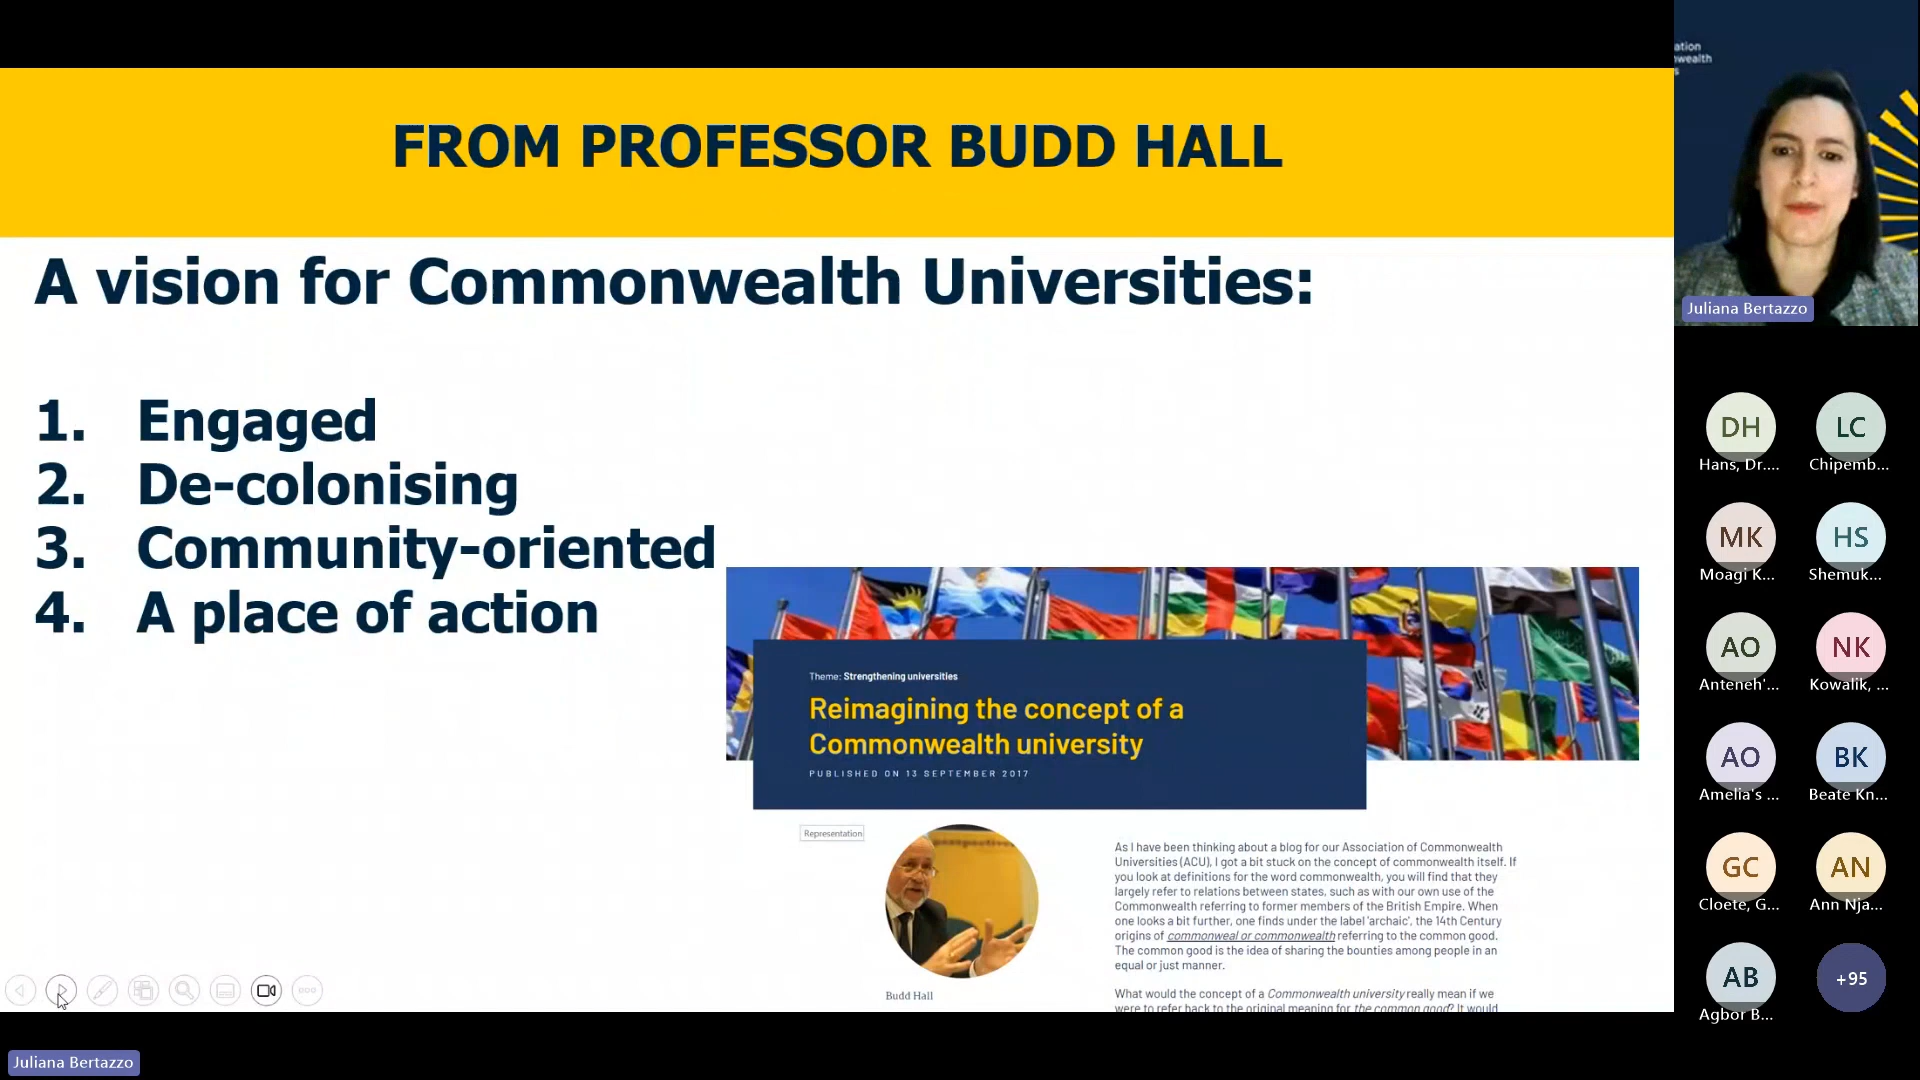 FROM PROFESSOR BUDD HALL
A vision for Commonwealth Universities:
1. Engaged
2. De-colonising
3. Community-oriented
4. A place of action
Theme: Strengthening universities
Reimagining the concept of a
Commonwealth university
PUBLISHED ON 13 SEPTEMBER 2017
Representation
Budd Hall
As I have been thinking about a blog for our Association of Commonwealth
Universities (ACU), I got a bit stuck on the concept of commonwealth itself. If
you look at definitions for the word commonwealth, you will find that they
largely refer to relations between states, such as with our own use of the
Commonwealth referring to former members of the British Empire. When
one looks a bit further, one finds under the label 'archaic', the 14th Century
origins of commonweal or commonwealth referring to the common good.
The common good is the idea of sharing the bounties among people in an
equal or just manner.
What would the concept of a Commonwealth university really mean if we
were to refer back to the original meaning for the common good? It would
ation
wealth
s
Juliana Bertazzo
DH
Hans, Dr....
LC
Chipemb...
MK
Moagi K...
HS
Shemuk...
AO
Anteneh'...
NK
Kowalik, ...
AO
Amelia's ...
BK
Beate Kn...
GC
Cloete, G...
AN
Ann Nja...
AB
Agbor B...
+95
Juliana Bertazzo